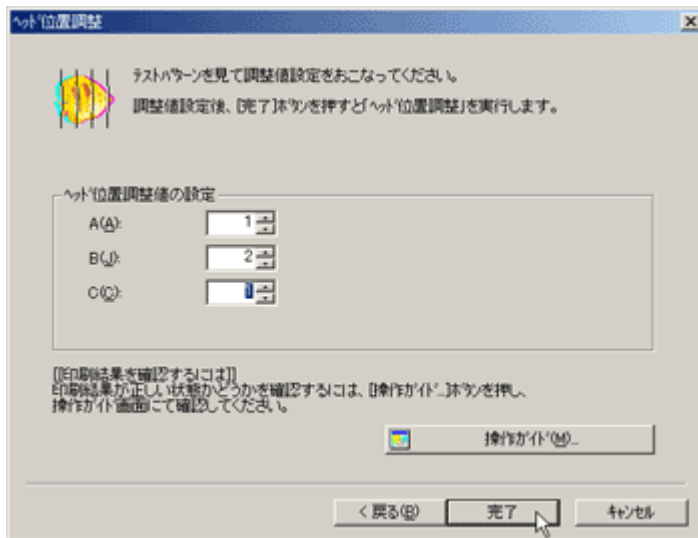 ﾍｯﾄﾞ位置調整
ﾃｽﾄﾊﾟﾀｰﾝを見て調整値設定をおこなってください。
調整値設定後、[完了]ﾎﾞﾀﾝを押すと｢ﾍｯﾄﾞ位置調整｣を実行します。
ﾍｯﾄﾞ位置調整値の設定
A(A): 1
B(J): 2
C(C):
[[印刷結果を確認するには]]
印刷結果が正しい状態かどうかを確認するには、[操作ｶﾞｲﾄﾞ...]ﾎﾞﾀﾝを押し、
操作ｶﾞｲﾄﾞ画面にて確認してください。
操作ｶﾞｲﾄﾞ(M)...
< 戻る(B) 完了 ｷｬﾝｾﾙ